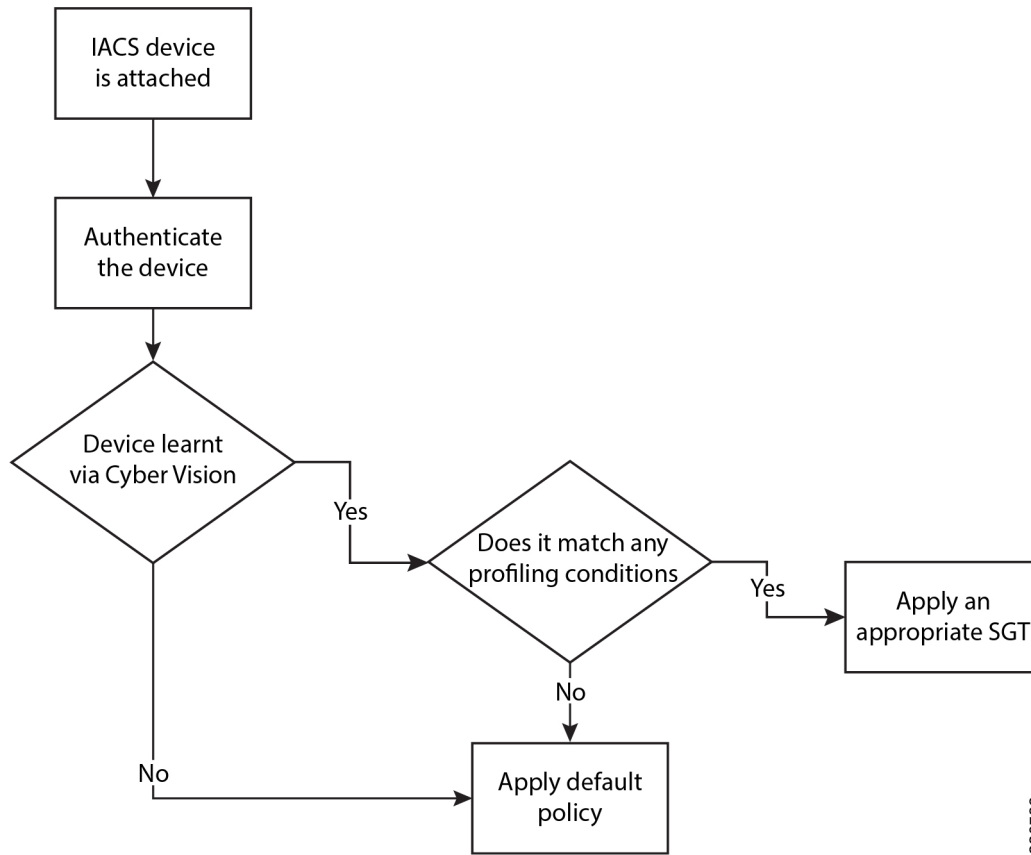 IACS device
is attached
Authenticate
the device
Device learnt
via Cyber Vision
Yes
Does it match any
profiling conditions
Yes
Apply an
appropriate SGT
No
No
Apply default
policy